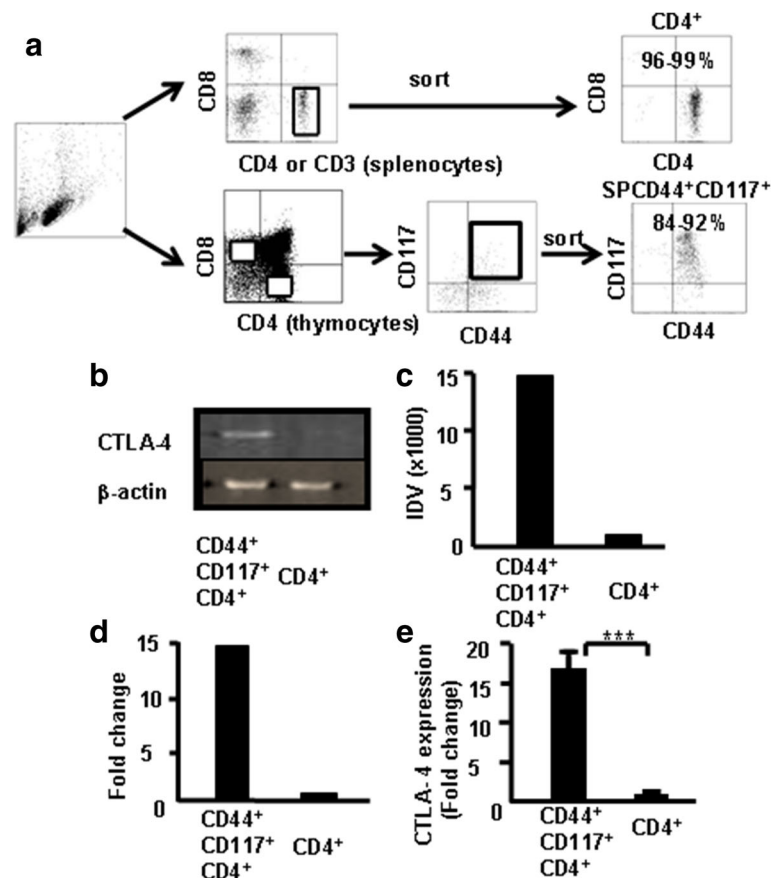 a
CD8
CD4 or CD3 (splenocytes)
sort
CD4⁺
96-99%
CD8
CD4
CD8
CD4 (thymocytes)
CD117
CD44
sort
SPCD44⁺CD117⁺
84-92%
CD117
CD44
b
CTLA-4
β-actin
CD44⁺
CD117⁺
CD4⁺
CD4⁺
c
IDV (x1000)
15
10
5
0
CD44⁺
CD117⁺
CD4⁺
CD4⁺
d
Fold change
15
10
5
0
CD44⁺
CD117⁺
CD4⁺
CD4⁺
e
CTLA-4 expression
(Fold change)
20
15
10
5
0
***
CD44⁺
CD117⁺
CD4⁺
CD4⁺